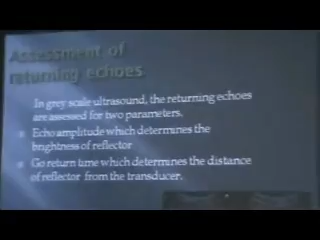 Assessment of
returning echoes
In grey scale ultrasound, the returning echoes
are assessed for two parameters.
Echo amplitude which determines the
brightness of reflector
Go return time which determines the distance
of reflector from the transducer.